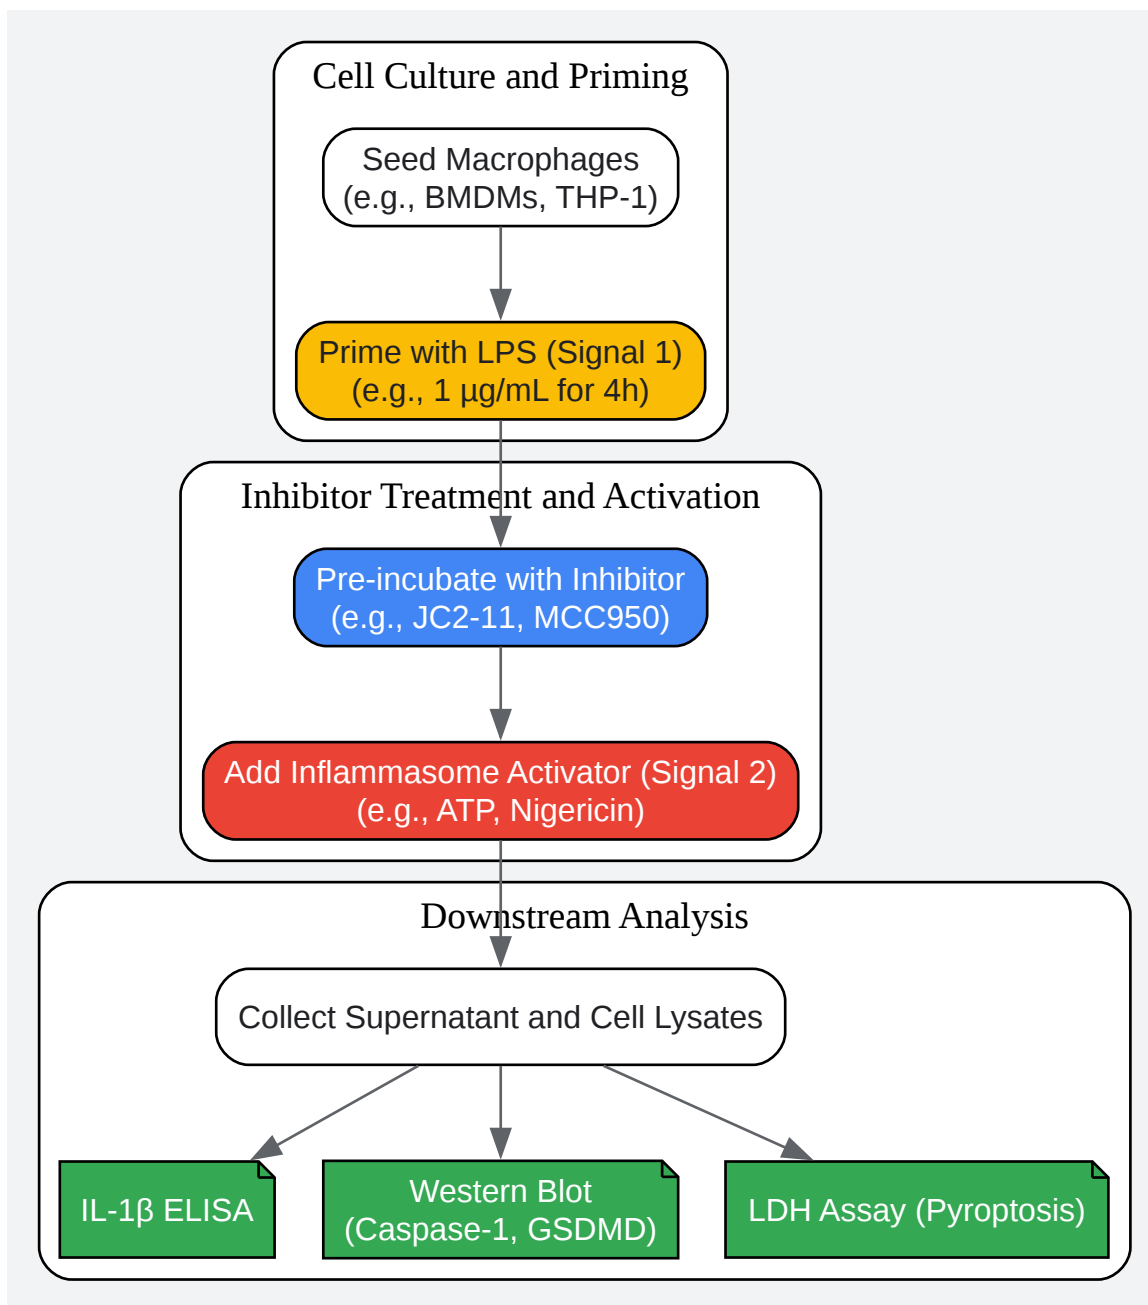 Cell Culture and Priming
Seed Macrophages
(e.g., BMDMs, THP-1)
Prime with LPS (Signal 1)
(e.g., 1 µg/mL for 4h)
Inhibitor Treatment and Activation
Pre-incubate with Inhibitor
(e.g., JC2-11, MCC950)
Add Inflammasome Activator (Signal 2)
(e.g., ATP, Nigericin)
Downstream Analysis
Collect Supernatant and Cell Lysates
IL-1β ELISA
Western Blot
(Caspase-1, GSDMD)
LDH Assay (Pyroptosis)